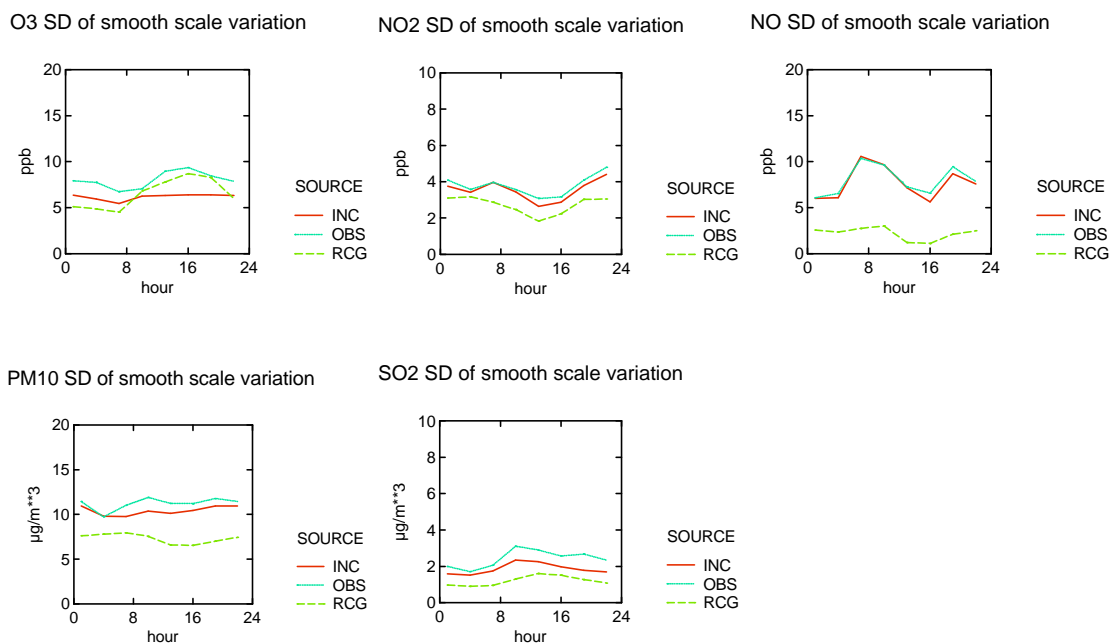 O3 SD of smooth scale variation
20
15
10
5
0
ppb
0 8 16 24
hour
SOURCE
INC
OBS
RCG
NO2 SD of smooth scale variation
10
8
6
4
2
0
ppb
0 8 16 24
hour
SOURCE
INC
OBS
RCG
NO SD of smooth scale variation
20
15
10
5
0
ppb
0 8 16 24
hour
SOURCE
INC
OBS
RCG
PM10 SD of smooth scale variation
20
15
10
5
0
µg/m**3
0 8 16 24
hour
SOURCE
INC
OBS
RCG
SO2 SD of smooth scale variation
10
8
6
4
2
0
µg/m**3
0 8 16 24
hour
SOURCE
INC
OBS
RCG